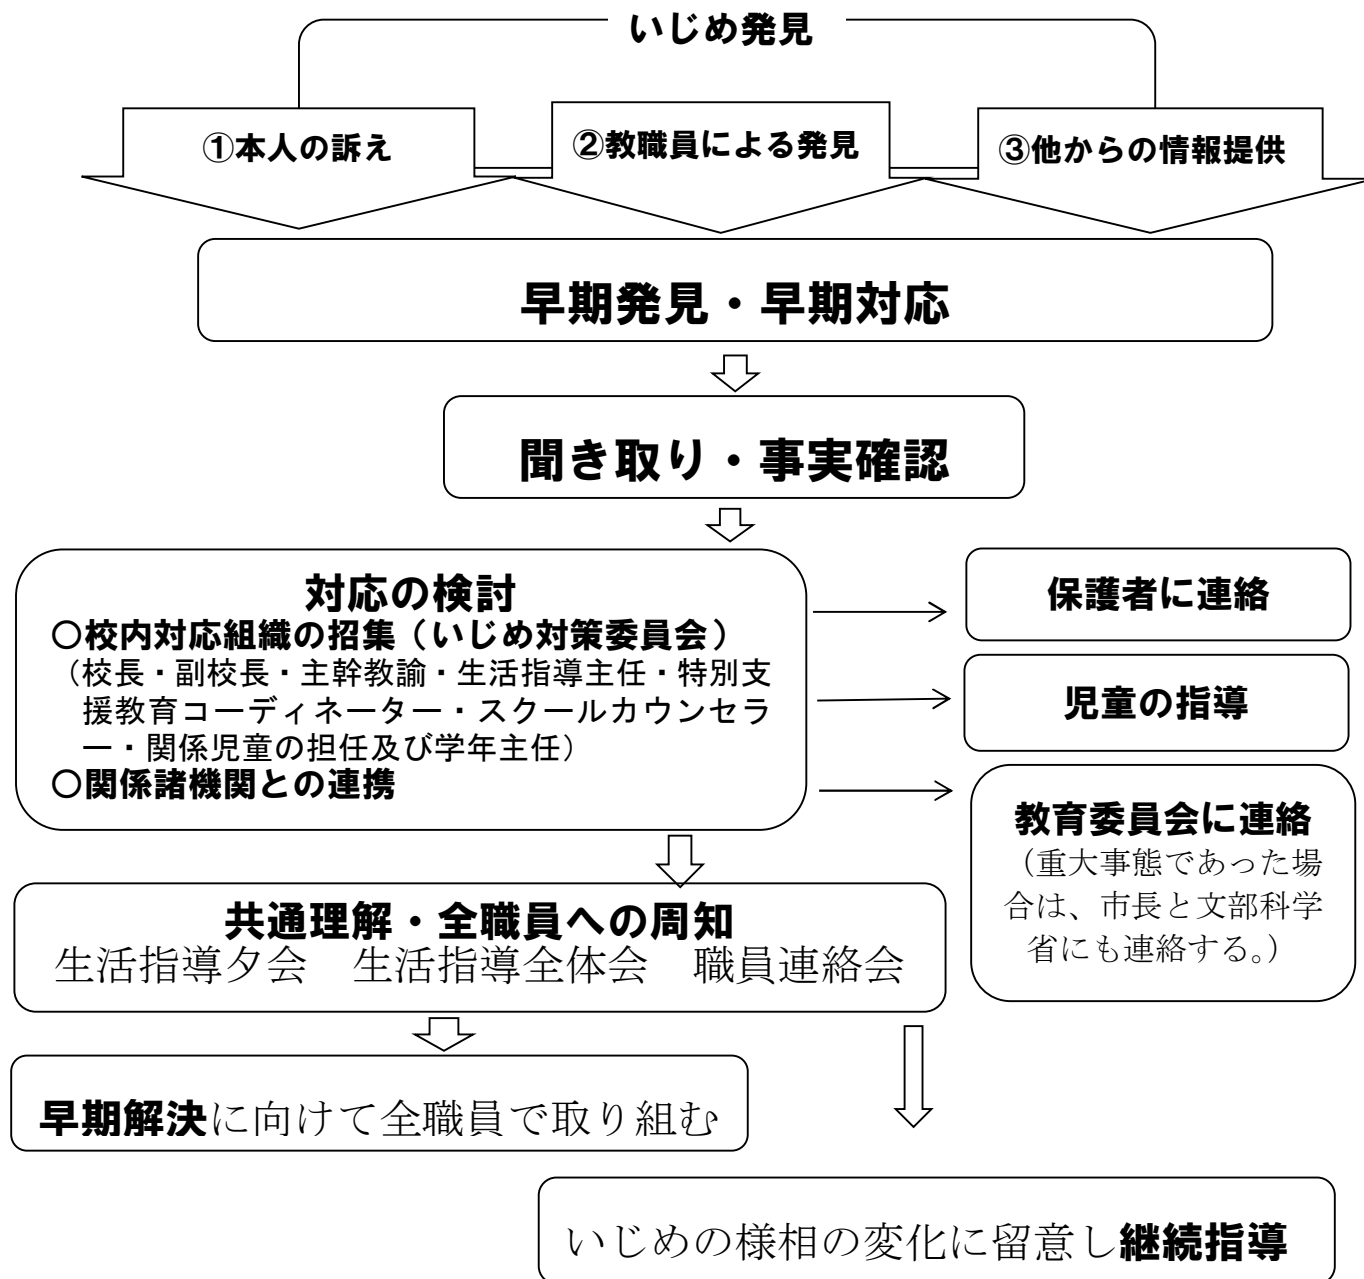 いじめ発見
①本人の訴え
②教職員による発見
③他からの情報提供
早期発見・早期対応
聞き取り・事実確認
対応の検討
〇校内対応組織の招集（いじめ対策委員会）
（校長・副校長・主幹教諭・生活指導主任・特別支
援教育コーディネーター・スクールカウンセラ
ー・関係児童の担任及び学年主任）
〇関係諸機関との連携
保護者に連絡
児童の指導
教育委員会に連絡
（重大事態であった場
合は、市長と文部科学
省にも連絡する。）
共通理解・全職員への周知
生活指導夕会　生活指導全体会　職員連絡会
早期解決に向けて全職員で取り組む
いじめの様相の変化に留意し継続指導